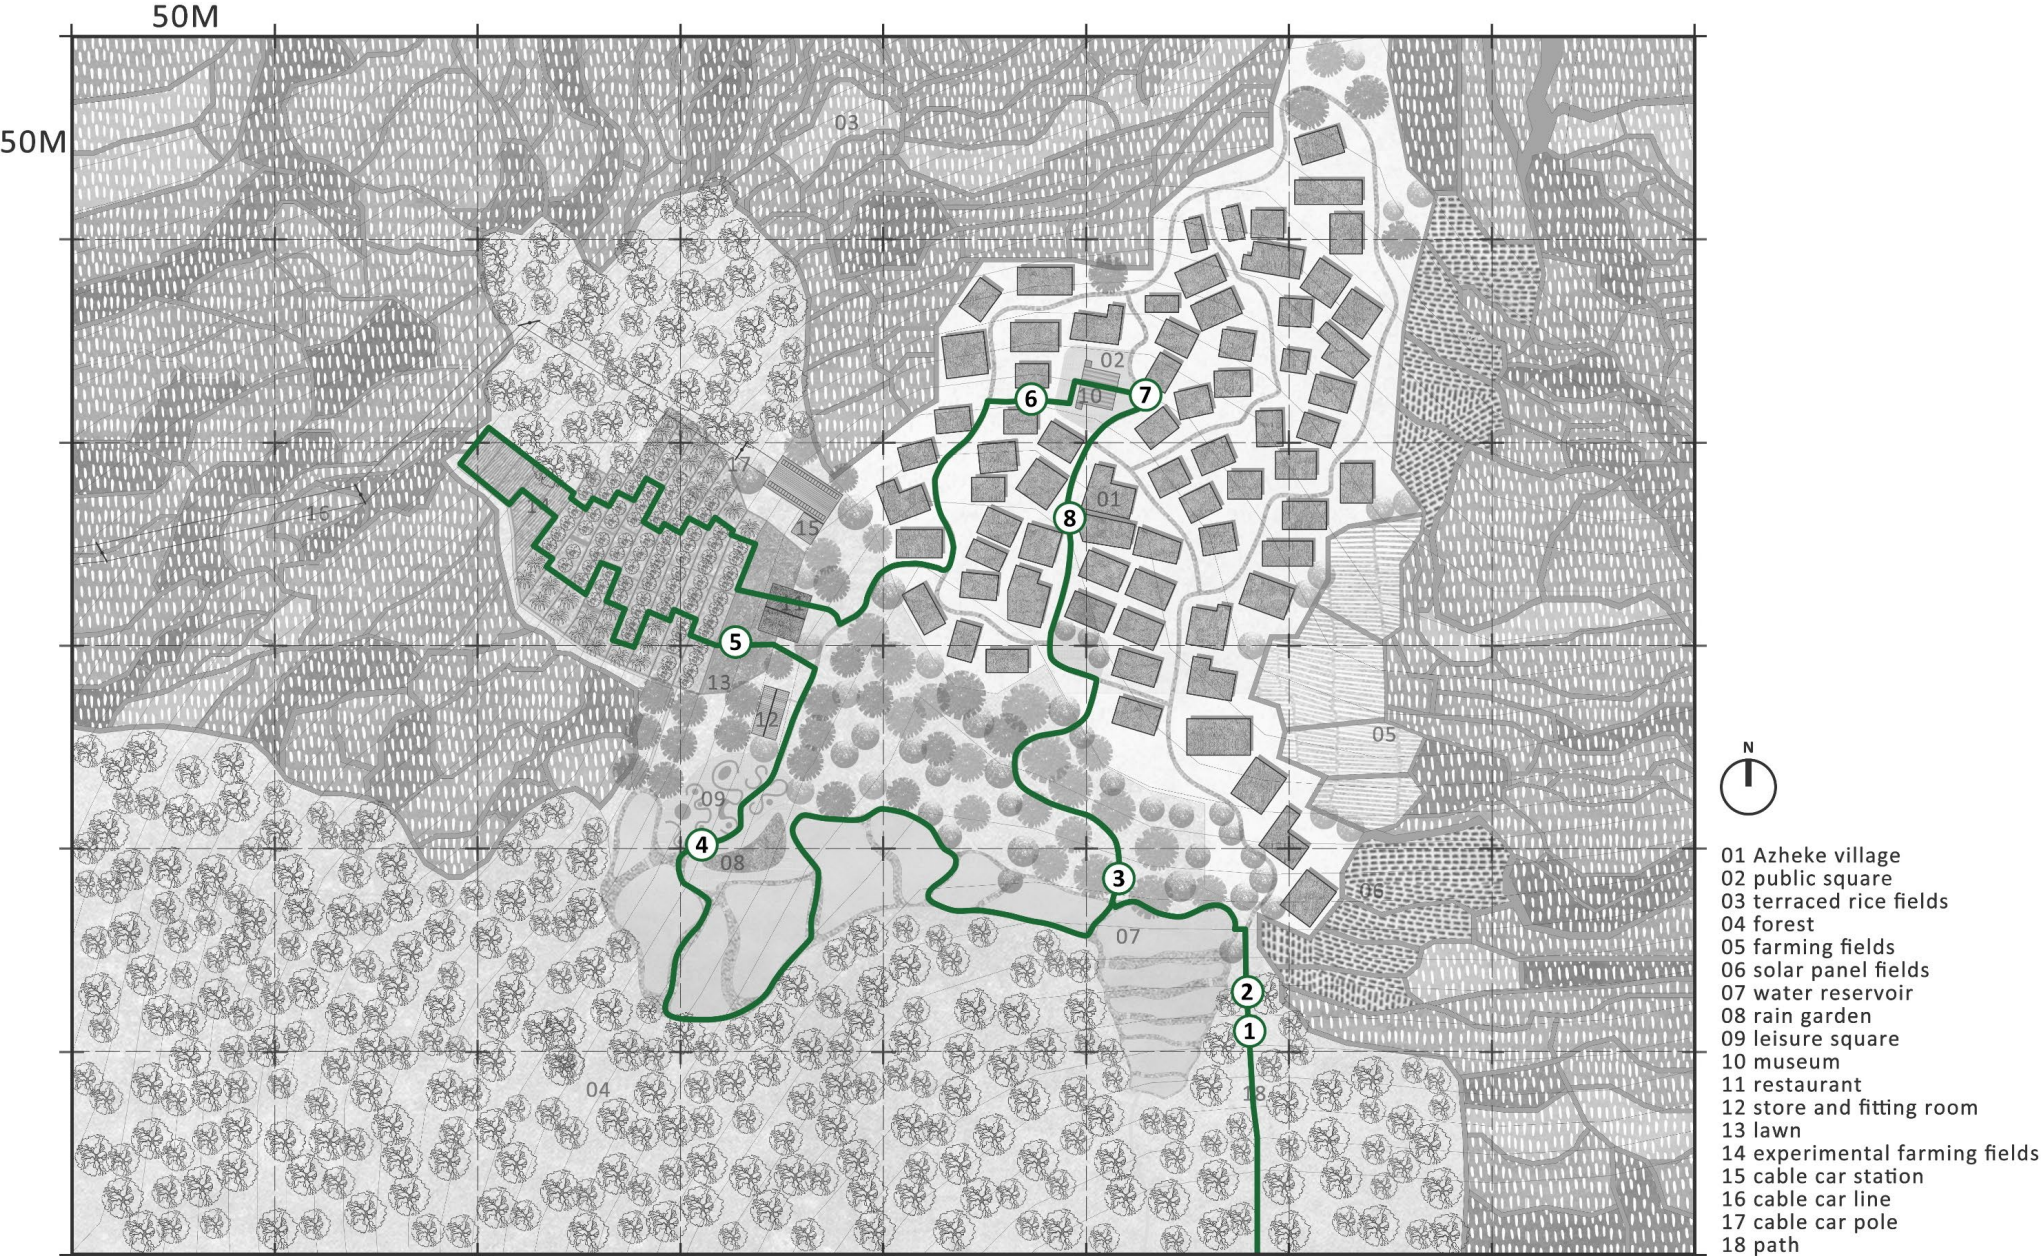 50M
50M
03
02
6
7
10
17
01
16
15
8
11
5
13
12
05
09
4
08
3
06
07
2
1
04
18
N
01 Azheke village
02 public square
03 terraced rice fields
04 forest
05 farming fields
06 solar panel fields
07 water reservoir
08 rain garden
09 leisure square
10 museum
11 restaurant
12 store and fitting room
13 lawn
14 experimental farming fields
15 cable car station
16 cable car line
17 cable car pole
18 path